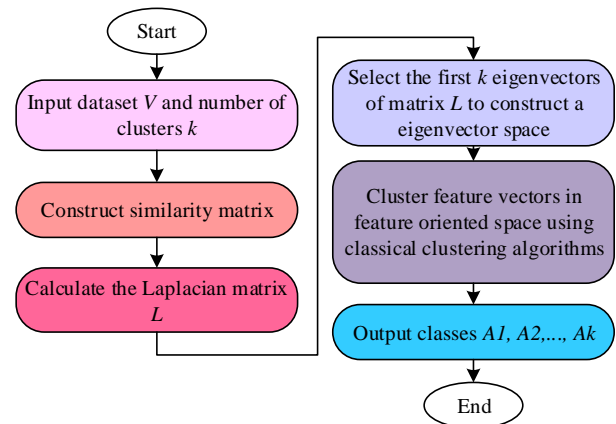 Start
Input dataset V and number of
clusters k
Construct similarity matrix
Calculate the Laplacian matrix
L
Select the first k eigenvectors
of matrix L to construct a
eigenvector space
Cluster feature vectors in
feature oriented space using
classical clustering algorithms
Output classes A1, A2,..., Ak
End